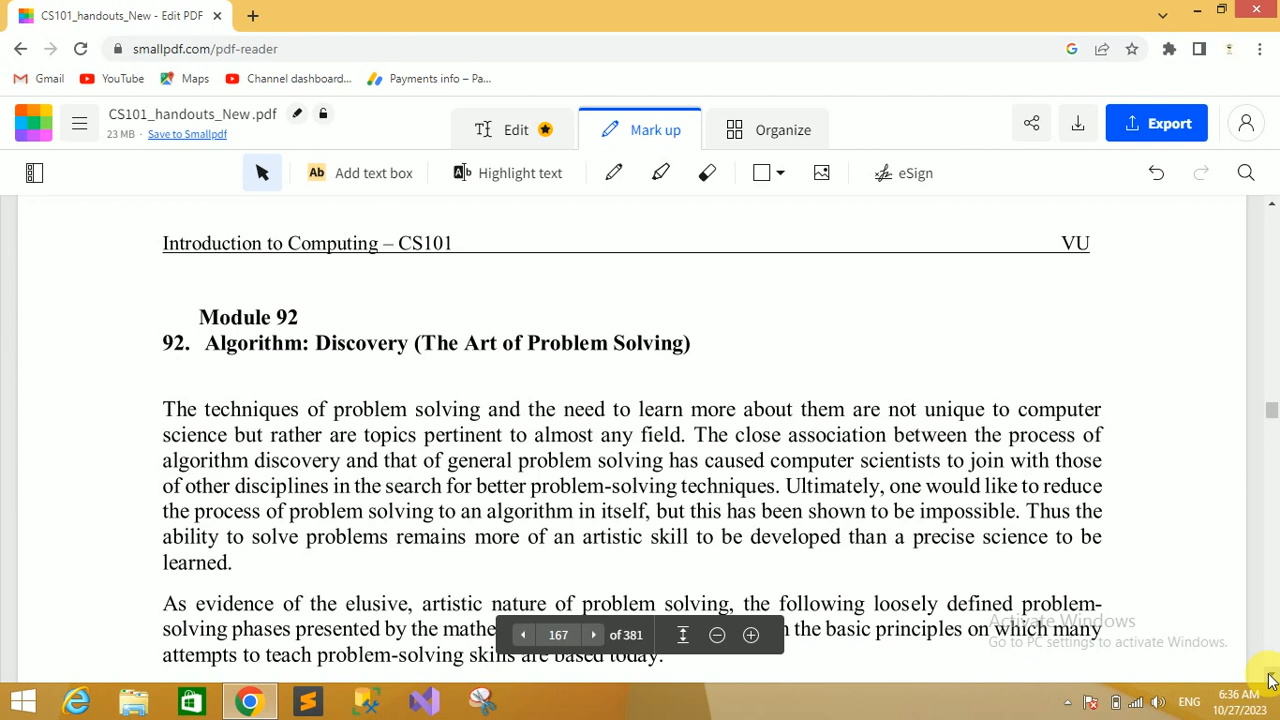 CS101_handouts_New - Edit PDF
smallpdf.com/pdf-reader
Gmail YouTube Maps Channel dashboard... Payments info – Pa...
CS101_handouts_New.pdf
23 MB Save to Smallpdf
Edit Mark up Organize Export
Ab Add text box Highlight text eSign
Introduction to Computing – CS101 VU
Module 92
92. Algorithm: Discovery (The Art of Problem Solving)
The techniques of problem solving and the need to learn more about them are not unique to computer
science but rather are topics pertinent to almost any field. The close association between the process of
algorithm discovery and that of general problem solving has caused computer scientists to join with those
of other disciplines in the search for better problem-solving techniques. Ultimately, one would like to reduce
the process of problem solving to an algorithm in itself, but this has been shown to be impossible. Thus the
ability to solve problems remains more of an artistic skill to be developed than a precise science to be
learned.
As evidence of the elusive, artistic nature of problem solving, the following loosely defined problem-
solving phases presented by the the basic principles on which many
attempts to teach problem-solving skills are based today.
167 of 381
Activate Windows
Go to PC settings to activate Windows.
ENG
6:36 AM
10/27/2023